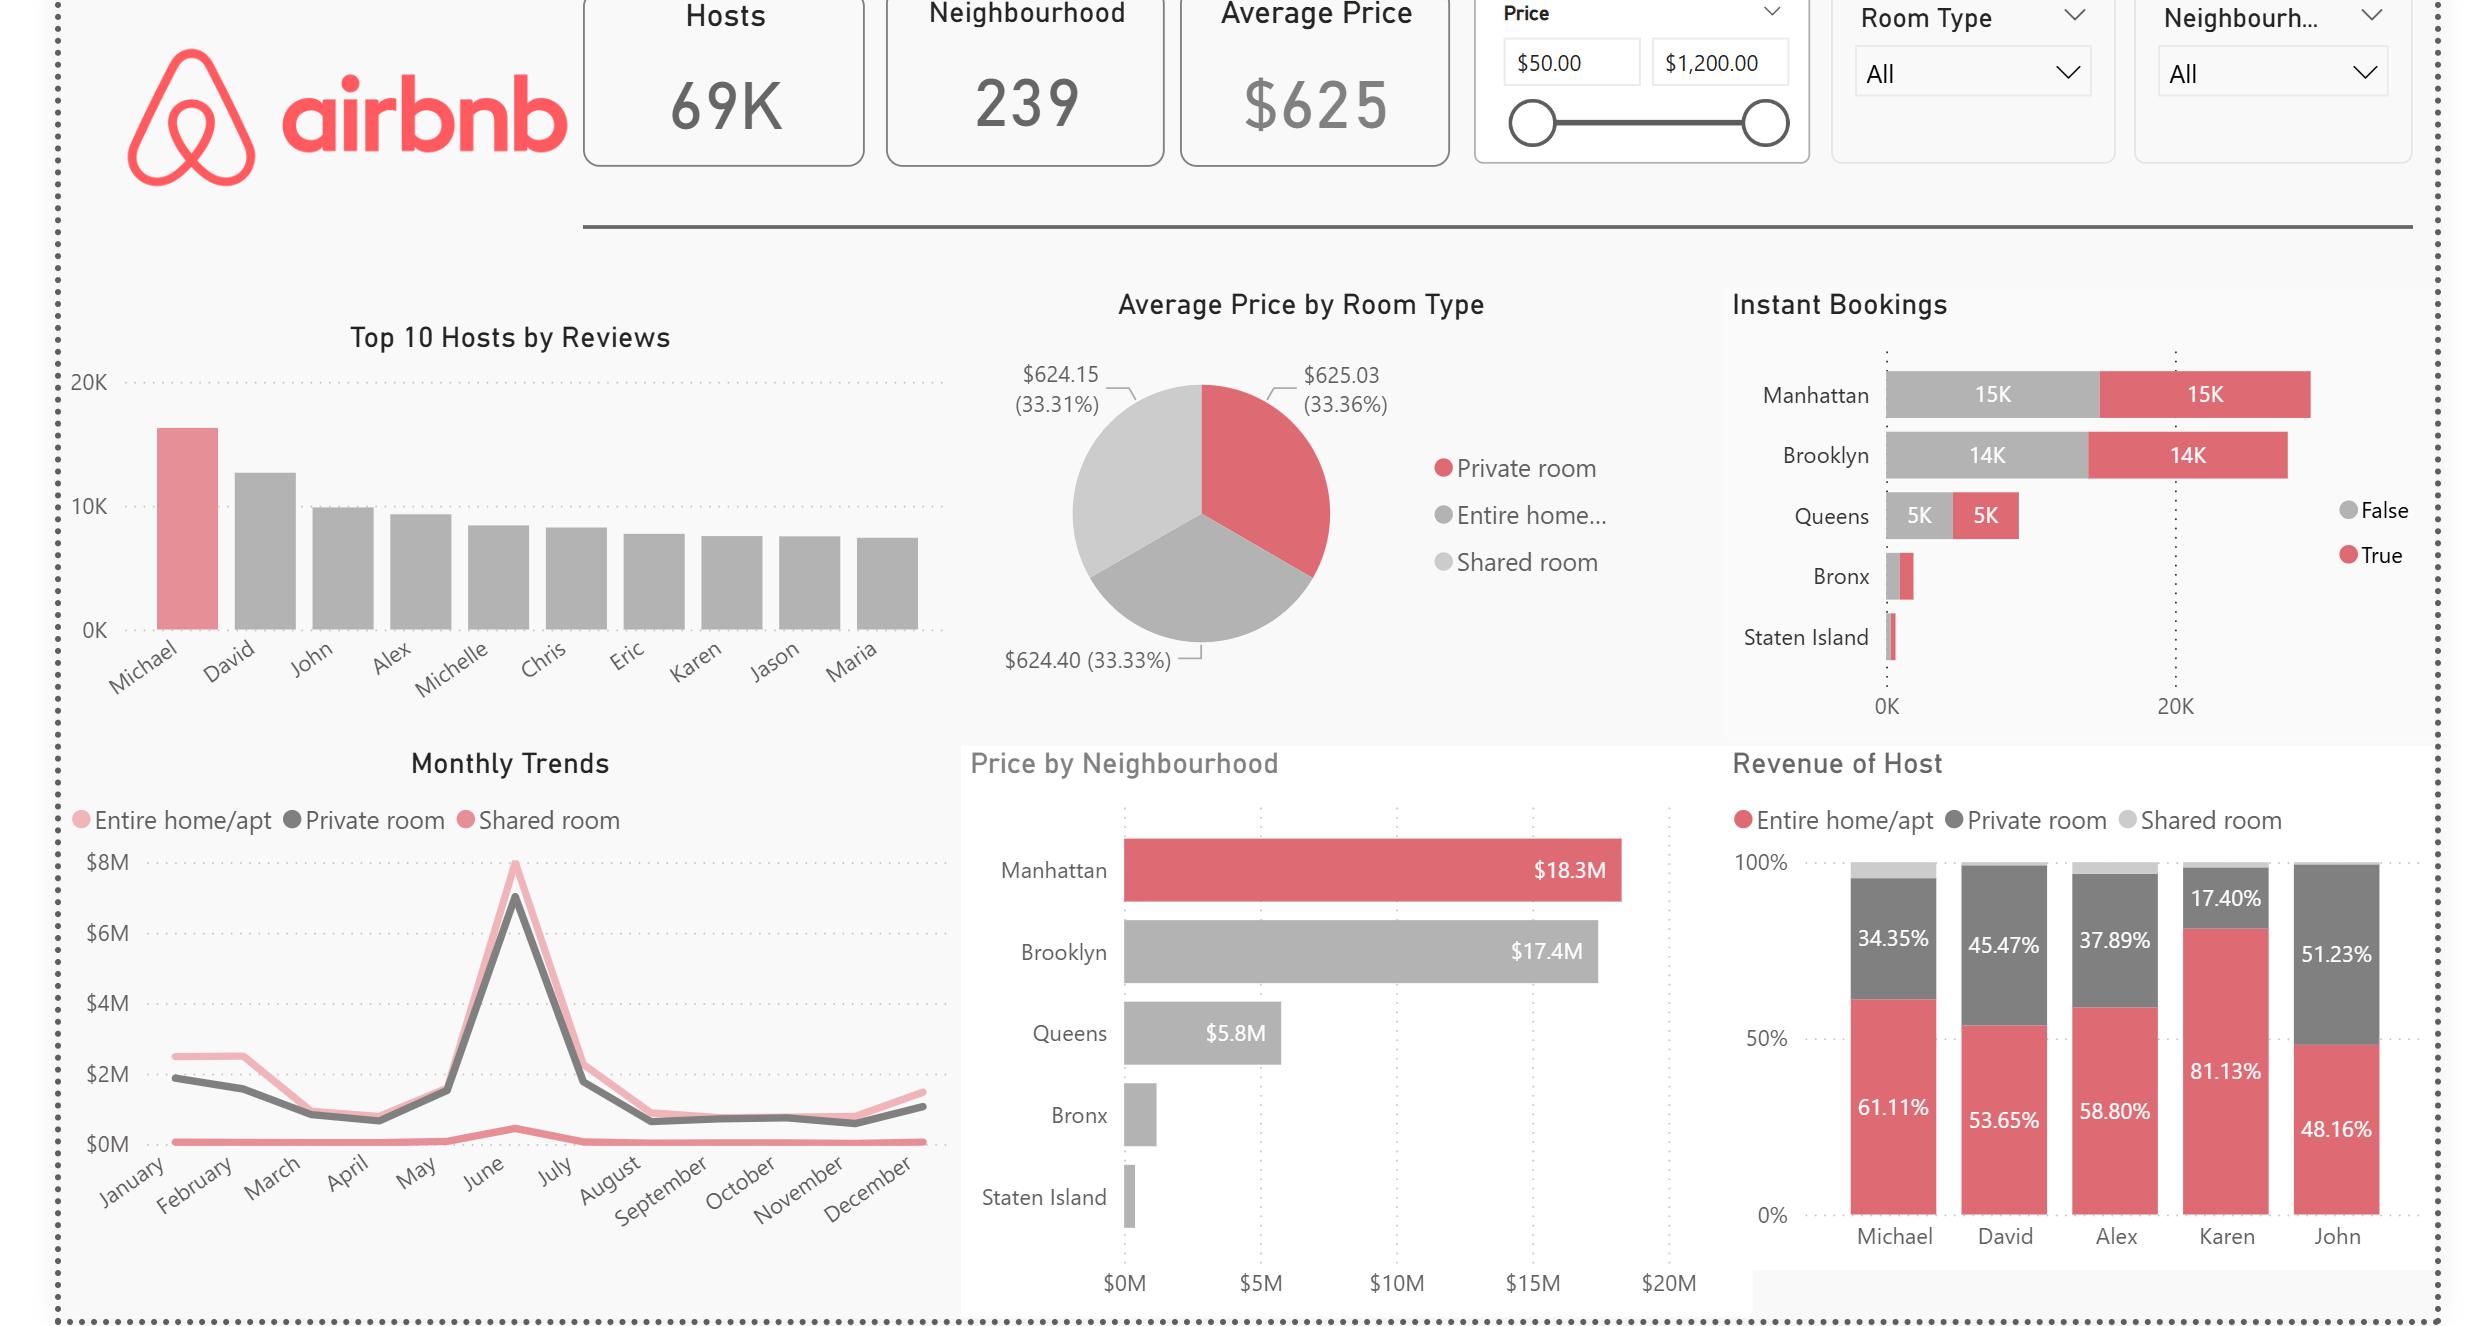 airbnb
Hosts
69K
Neighbourhood
239
Average Price
$625
Price
$50.00
$1,200.00
Room Type
All
Neighbourh...
All
Top 10 Hosts by Reviews
20K
10K
0K
Michael
David
John
Alex
Michelle
Chris
Eric
Karen
Jason
Maria
Average Price by Room Type
$624.15
(33.31%)
$625.03
(33.36%)
$624.40 (33.33%)
Private room
Entire home...
Shared room
Instant Bookings
Manhattan
15K
15K
Brooklyn
14K
14K
Queens
5K
5K
Bronx
Staten Island
0K
20K
False
True
Monthly Trends
Entire home/apt
Private room
Shared room
$8M
$6M
$4M
$2M
$0M
January
February
March
April
May
June
July
August
September
October
November
December
Price by Neighbourhood
Manhattan
$18.3M
Brooklyn
$17.4M
Queens
$5.8M
Bronx
Staten Island
$0M
$5M
$10M
$15M
$20M
Revenue of Host
Entire home/apt
Private room
Shared room
100%
50%
0%
34.35%
61.11%
45.47%
53.65%
37.89%
58.80%
17.40%
81.13%
51.23%
48.16%
Michael
David
Alex
Karen
John